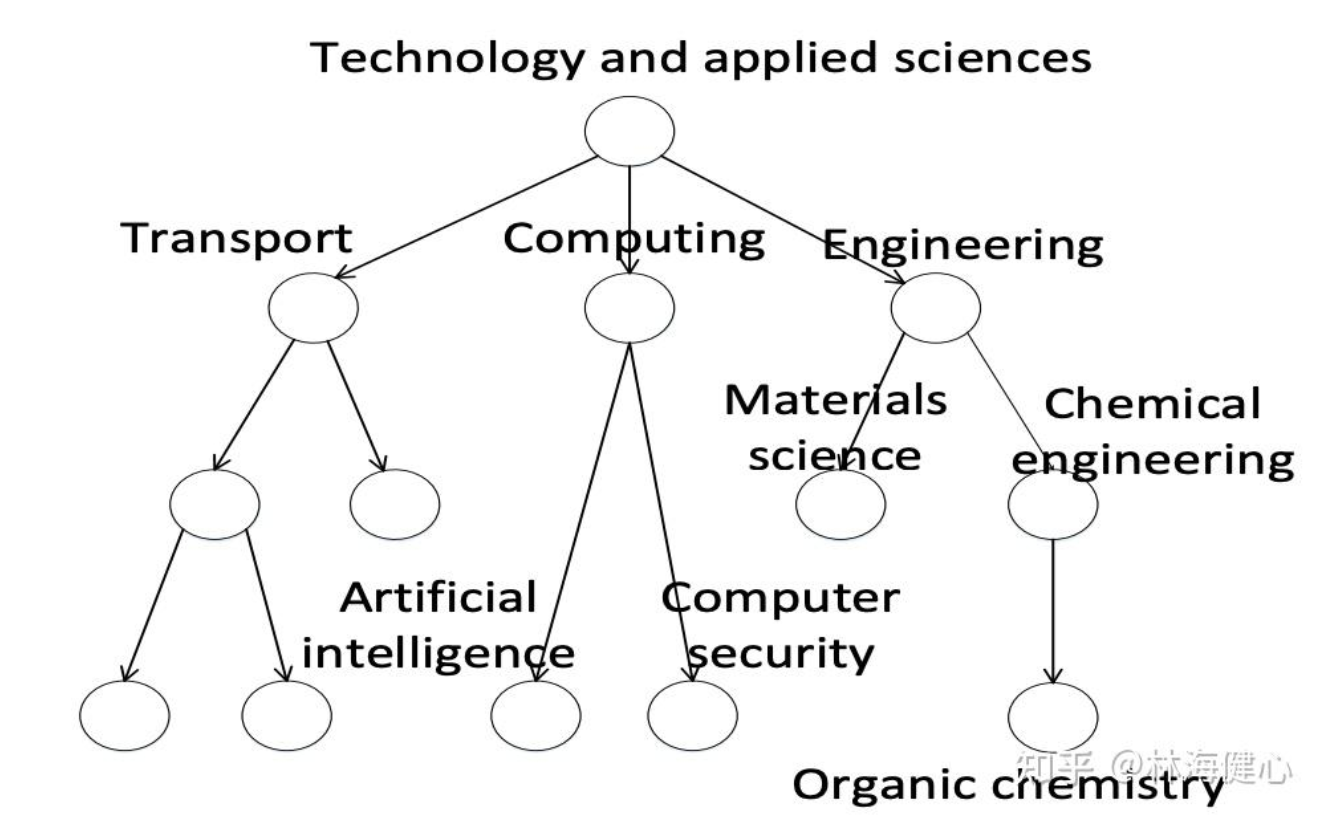 Technology and applied sciences
Transport
Computing
Engineering
Materials
science
Chemical
engineering
Artificial
intelligence
Computer
security
Organic chemistry
知乎 @林海健心